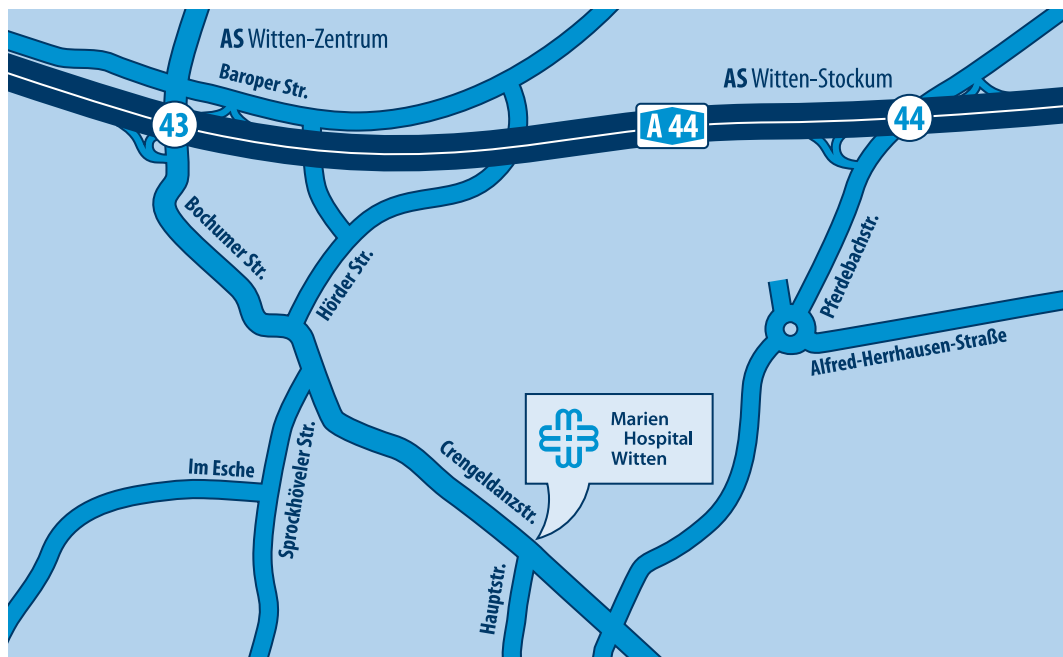 AS Witten-Zentrum
Baroper Str.
AS Witten-Stockum
43
A 44
44
Bochumer Str.
Hörder Str.
Pferdebachstr.
Alfred-Herrhausen-Straße
Marien
Hospital
Witten
Im Esche
Sprockhöveler Str.
Crengeldanzstr.
Hauptstr.